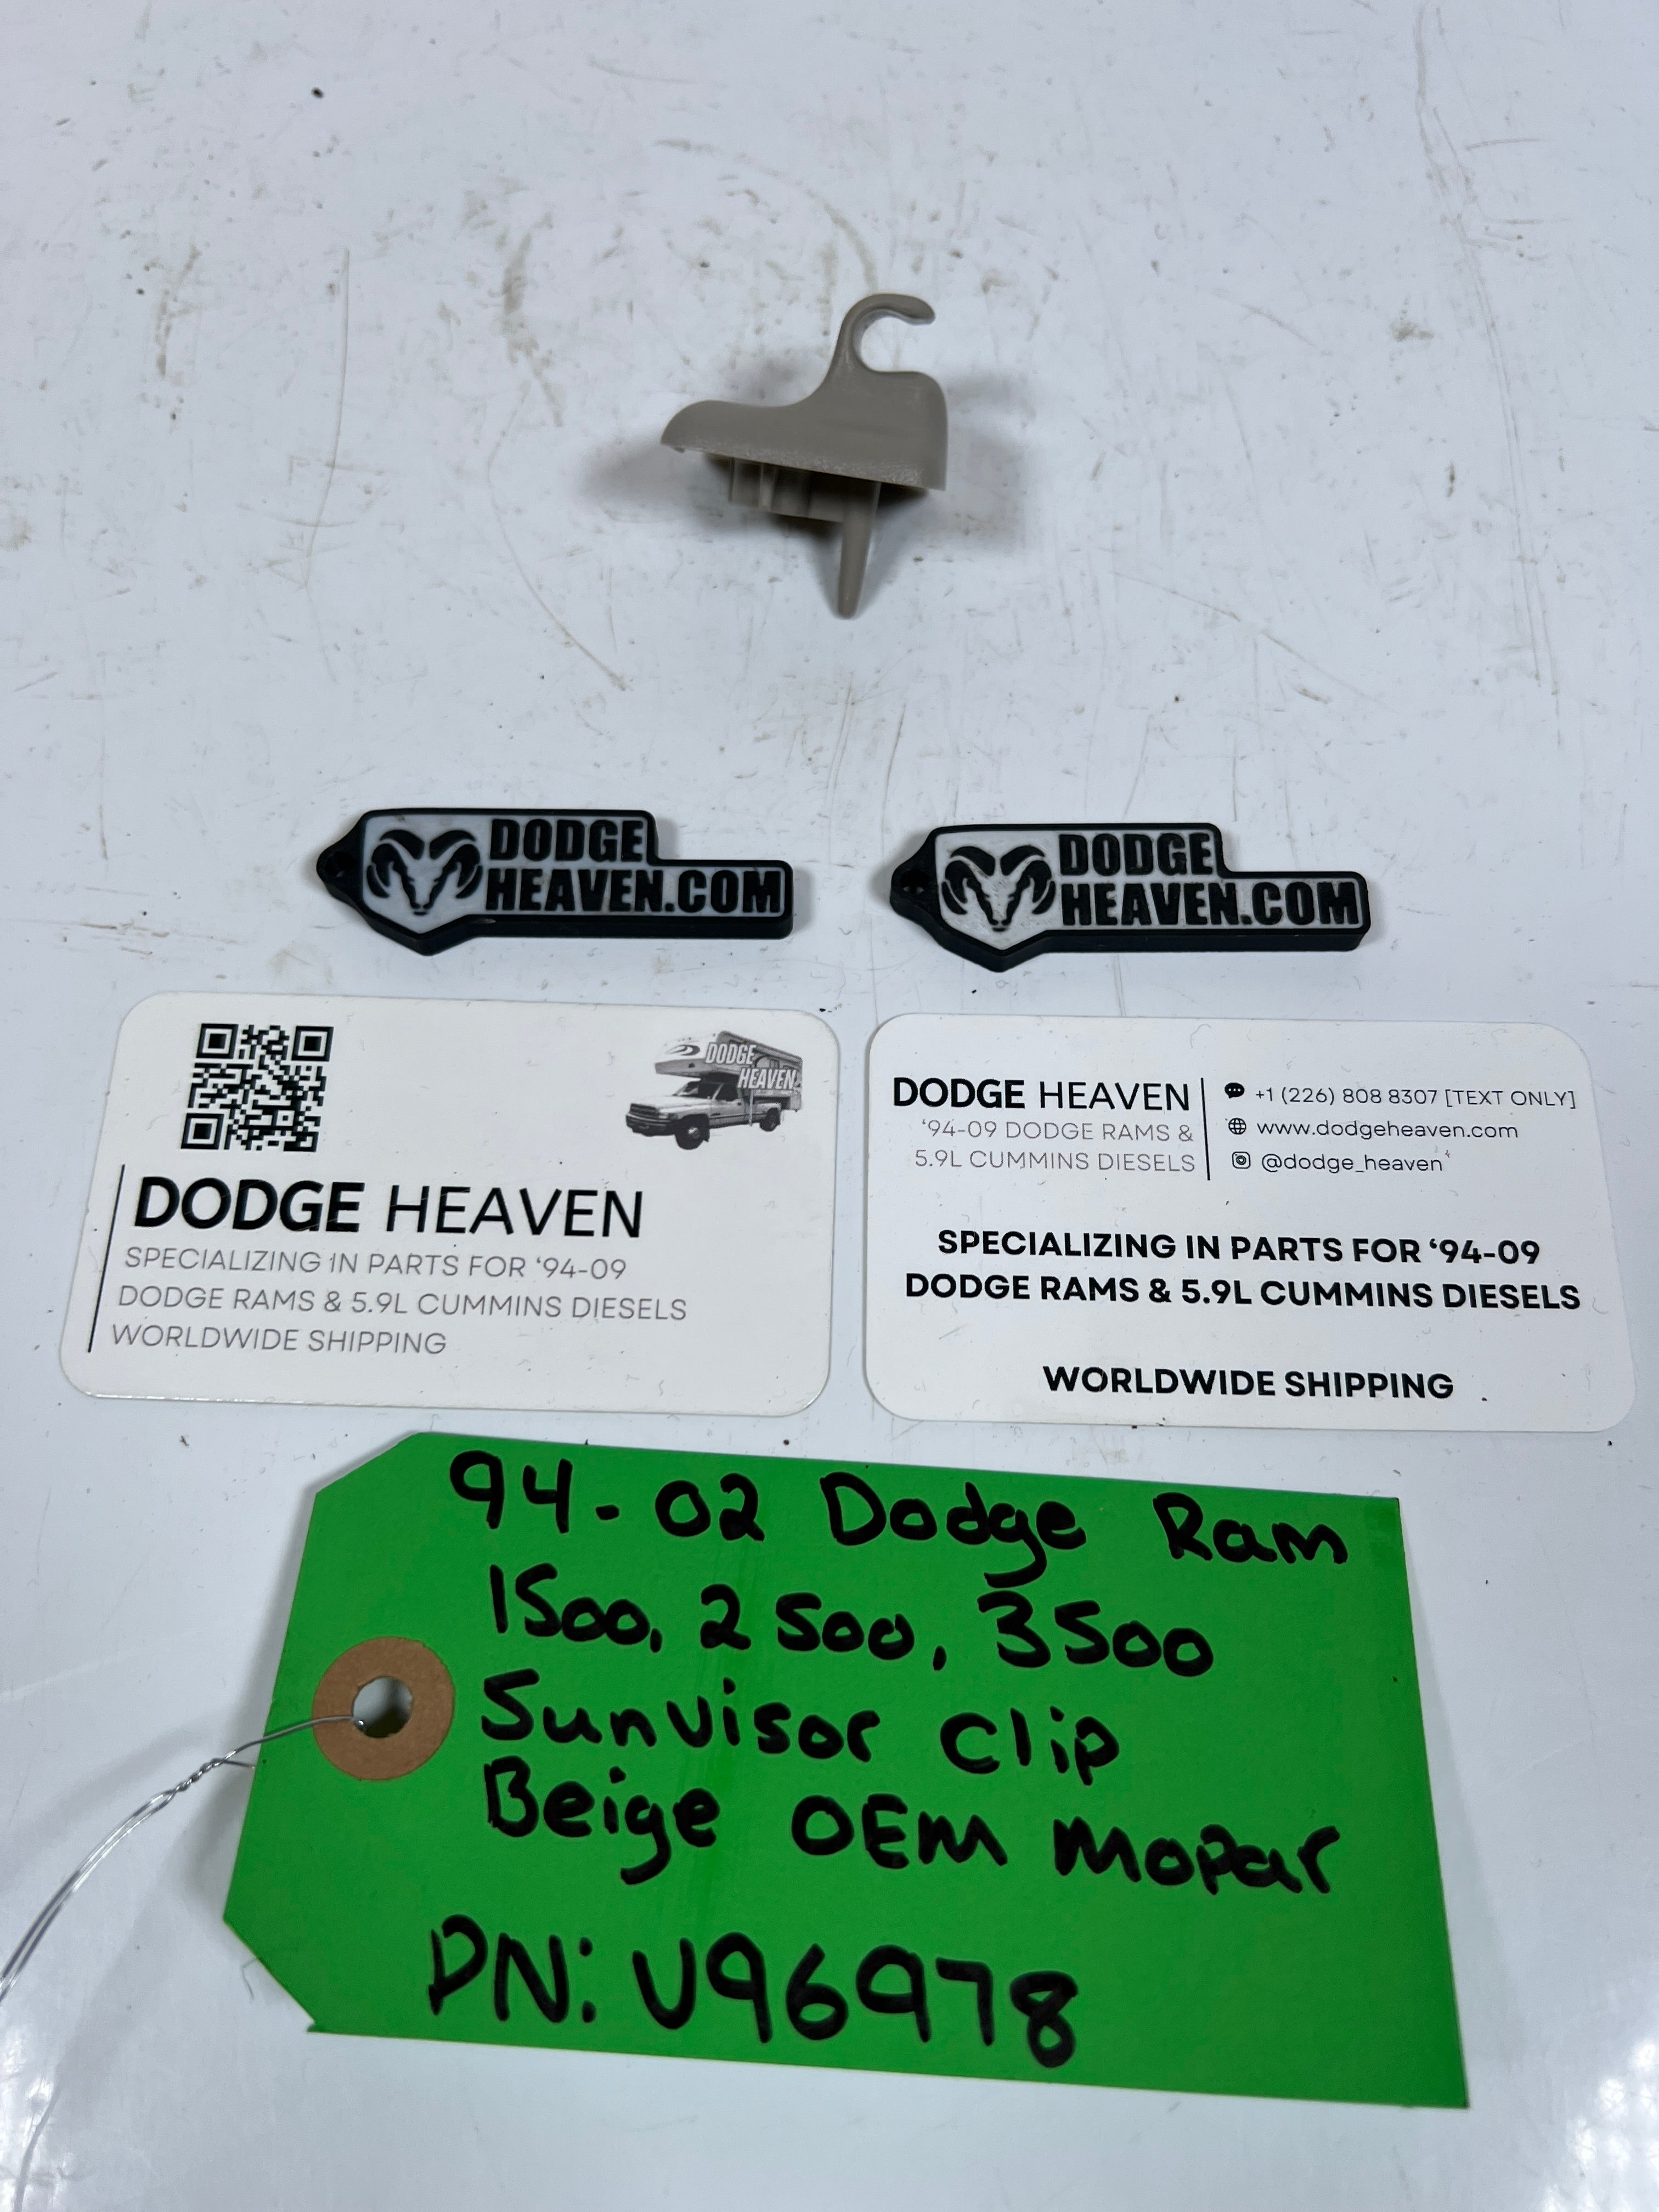 DODGE
HEAVEN.COM
DODGE
HEAVEN.COM
DODGE
HEAVEN
DODGE HEAVEN
SPECIALIZING IN PARTS FOR ‘94-09
DODGE RAMS & 5.9L CUMMINS DIESELS
WORLDWIDE SHIPPING
DODGE HEAVEN
‘94-09 DODGE RAMS &
5.9L CUMMINS DIESELS
+1 (226) 808 8307 [TEXT ONLY]
www.dodgeheaven.com
@dodge_heaven
SPECIALIZING IN PARTS FOR ‘94-09
DODGE RAMS & 5.9L CUMMINS DIESELS
WORLDWIDE SHIPPING
94-02 Dodge Ram
1500, 2500, 3500
Sunvisor Clip
Beige OEM Mopar
PN: U96978